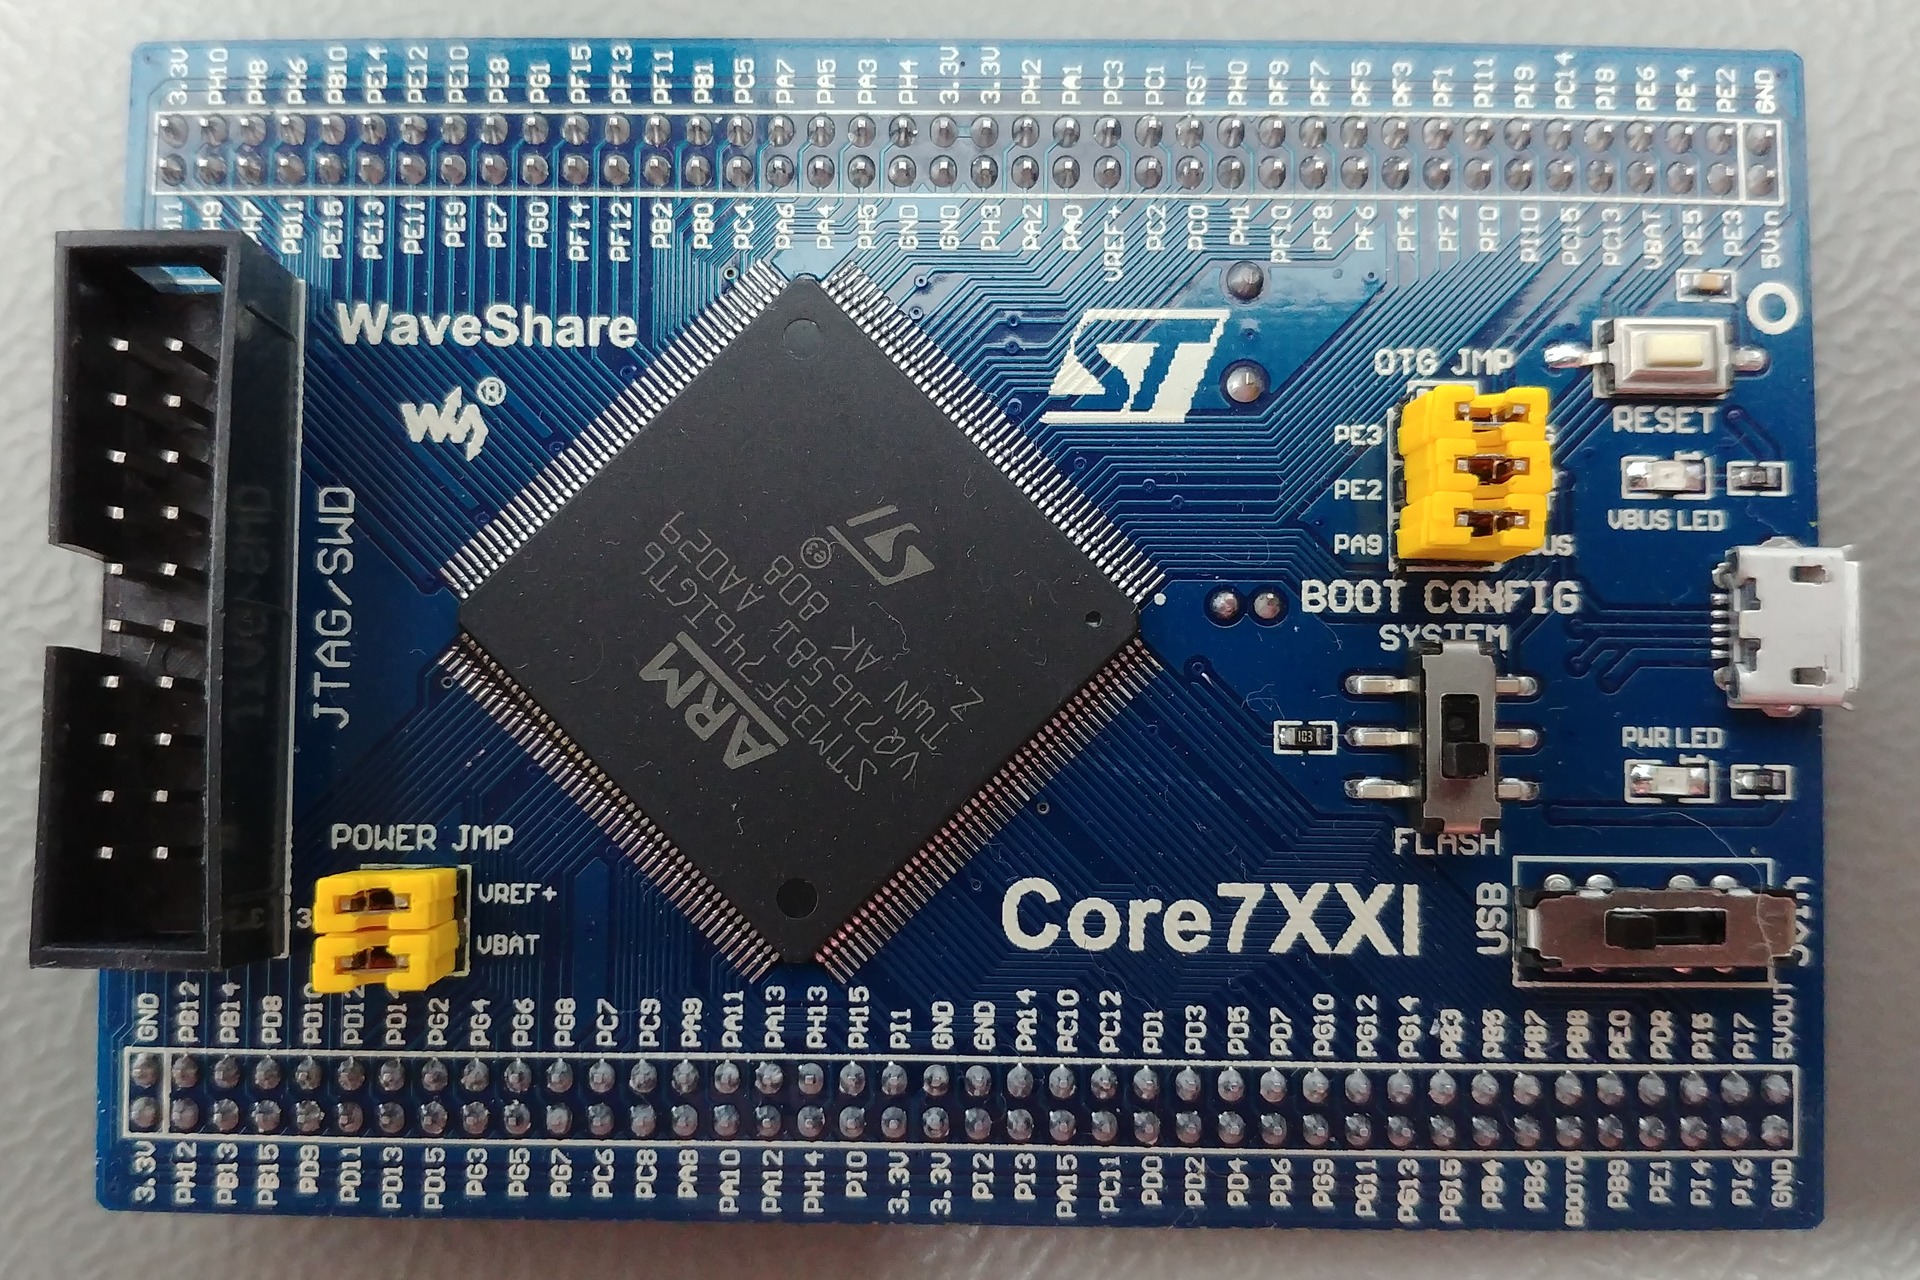 3.3V PH10 PH8 PH6 PB10 PE14 PE12 PE10 PE8 PG1 PF15 PF13 PF11 PB1 PC5 PA7 PA5 PA3 PH4 3.3V 3.3V PH2 PA1 PC3 PC1 RST PH0 PF9 PF7 PF5 PF3 PF1 PI11 PI9 PC14 PI8 PE6 PE4 PE2 GND
PB11 PE15 PE13 PE11 PE9 PE7 PG0 PF14 PF12 PB2 PB0 PC4 PA6 PA4 PH5 GND GND PH3 PA2 PA0 VREF+ PC2 PC0 PH1 PF10 PF8 PF6 PF4 PF2 PF0 PI10 PC15 PC13 VBAT PE5 PE3 5Vin
WaveShare
®
ST
OTG JMP
PE3
PE2
PA9
RESET
VBUS LED
JTAG/SWD
BOOT CONFIG
SYSTEM
FLASH
103
PWR LED
ST
e3
ARM
STM32F746IGT6
VQ716581 AAD29
TWN AK 8D8
Z
POWER JMP
VREF+
VBAT
Core7XXI
USB
GND PB12 PB14 PD8 PD10 PD12 PG2 PG4 PG6 PG8 PC7 PC9 PA9 PA11 PA13 PH13 PH15 PI1 GND GND PA14 PC10 PC12 PD1 PD3 PD5 PD7 PG10 PG12 PG14 PB7 PB8 PE0 PDR PI7 5VOUT
3.3V PH12 PB13 PB15 PD9 PD11 PD13 PD15 PG3 PG5 PG7 PC6 PC8 PA8 PA10 PA12 PH14 PI0 3.3V 3.3V PI2 PI3 PA15 PC11 PD0 PD2 PD4 PD6 PG9 PG11 PG13 PG15 PB4 PB6 BOOT0 PB9 PE1 PI4 PI6 GND